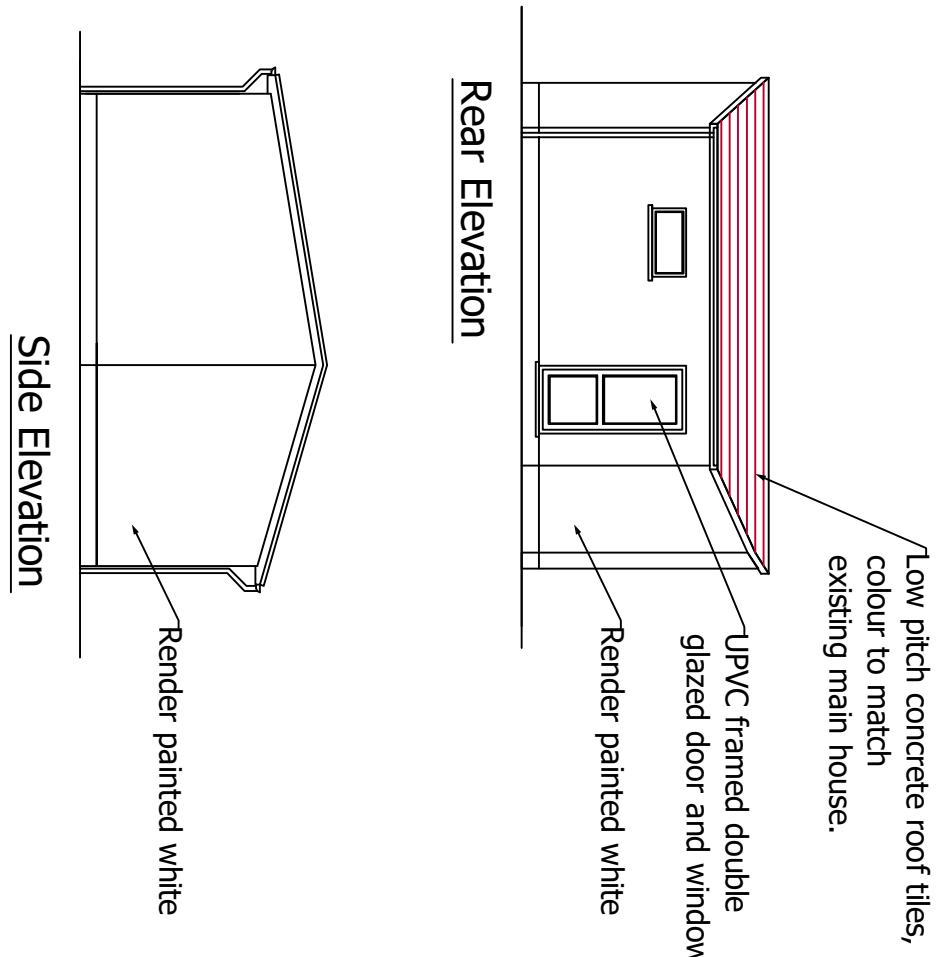 Low pitch concrete roof tiles,
colour to match
existing main house.
UPVC framed double
glazed door and window
Render painted white
Rear Elevation
Render painted white
Side Elevation